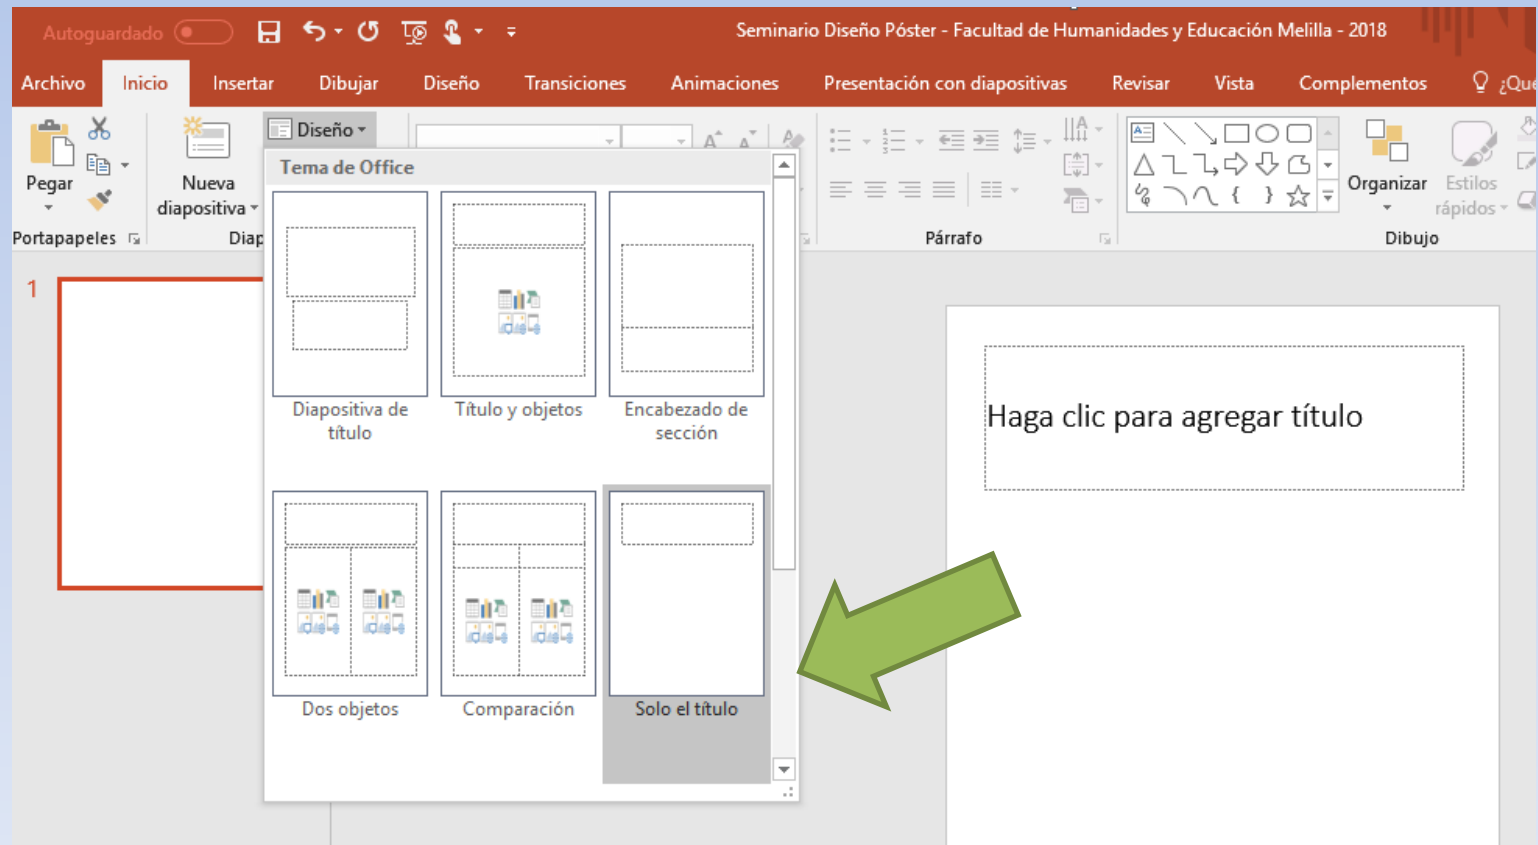 Autoguardado
Seminario Diseño Póster - Facultad de Humanidades y Educación Melilla - 2018
Archivo Inicio Insertar Dibujar Diseño Transiciones Animaciones Presentación con diapositivas Revisar Vista Complementos ¿Qué
Diseño
Pegar
Nueva
diapositiva
Organizar
Estilos
rápidos
Portapapeles
Diap
Párrafo
Dibujo
Tema de Office
Diapositiva de
título
Título y objetos
Encabezado de
sección
Dos objetos
Comparación
Solo el título
1
Haga clic para agregar título